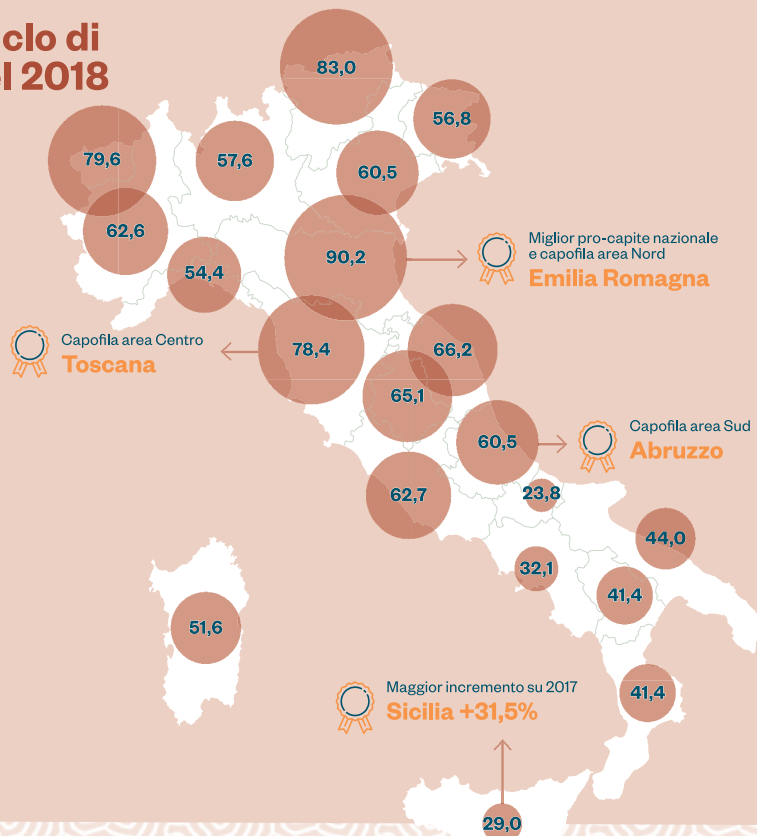 clo di
el 2018
83,0
56,8
79,6
57,6
60,5
62,6
90,2
54,4
Miglior pro-capite nazionale
e capofila area Nord
Emilia Romagna
Capofila area Centro
Toscana
78,4
66,2
65,1
60,5
Capofila area Sud
Abruzzo
62,7
23,8
44,0
32,1
41,4
51,6
41,4
Maggior incremento su 2017
Sicilia +31,5%
29,0